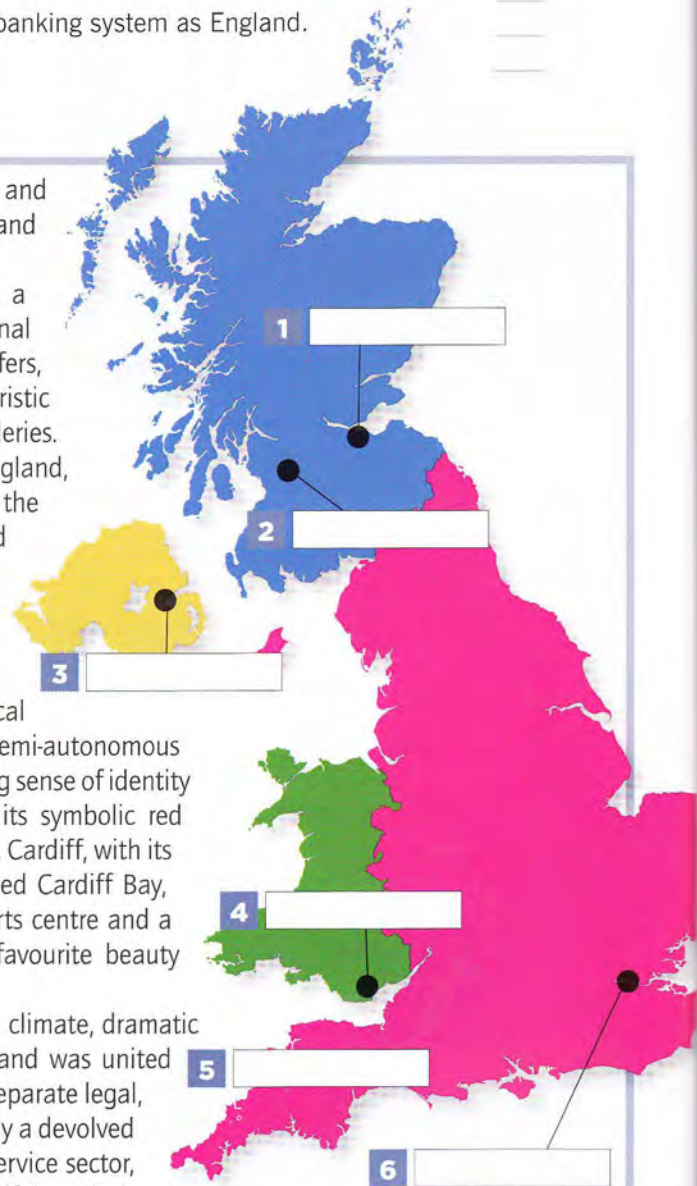 banking system as England.
and
and
a
nal
fers,
ristic
leries.
gland,
the
d
cal
emi-autonomous
g sense of identity
its symbolic red
Cardiff, with its
ed Cardiff Bay,
rts centre and a
favourite beauty
climate, dramatic
and was united
eparate legal,
y a devolved
ervice sector,
1
2
3
4
5
6